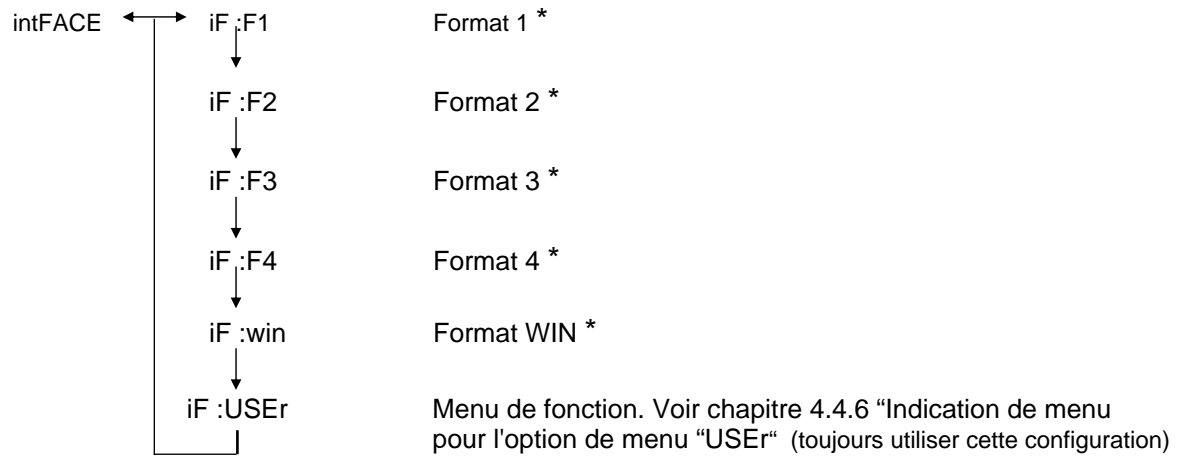 intFACE iF :F1 Format 1 *
iF :F2 Format 2 *
iF :F3 Format 3 *
iF :F4 Format 4 *
iF :win Format WIN *
iF :USEr Menu de fonction. Voir chapitre 4.4.6 “Indication de menu
pour l'option de menu “USEr“ (toujours utiliser cette configuration)